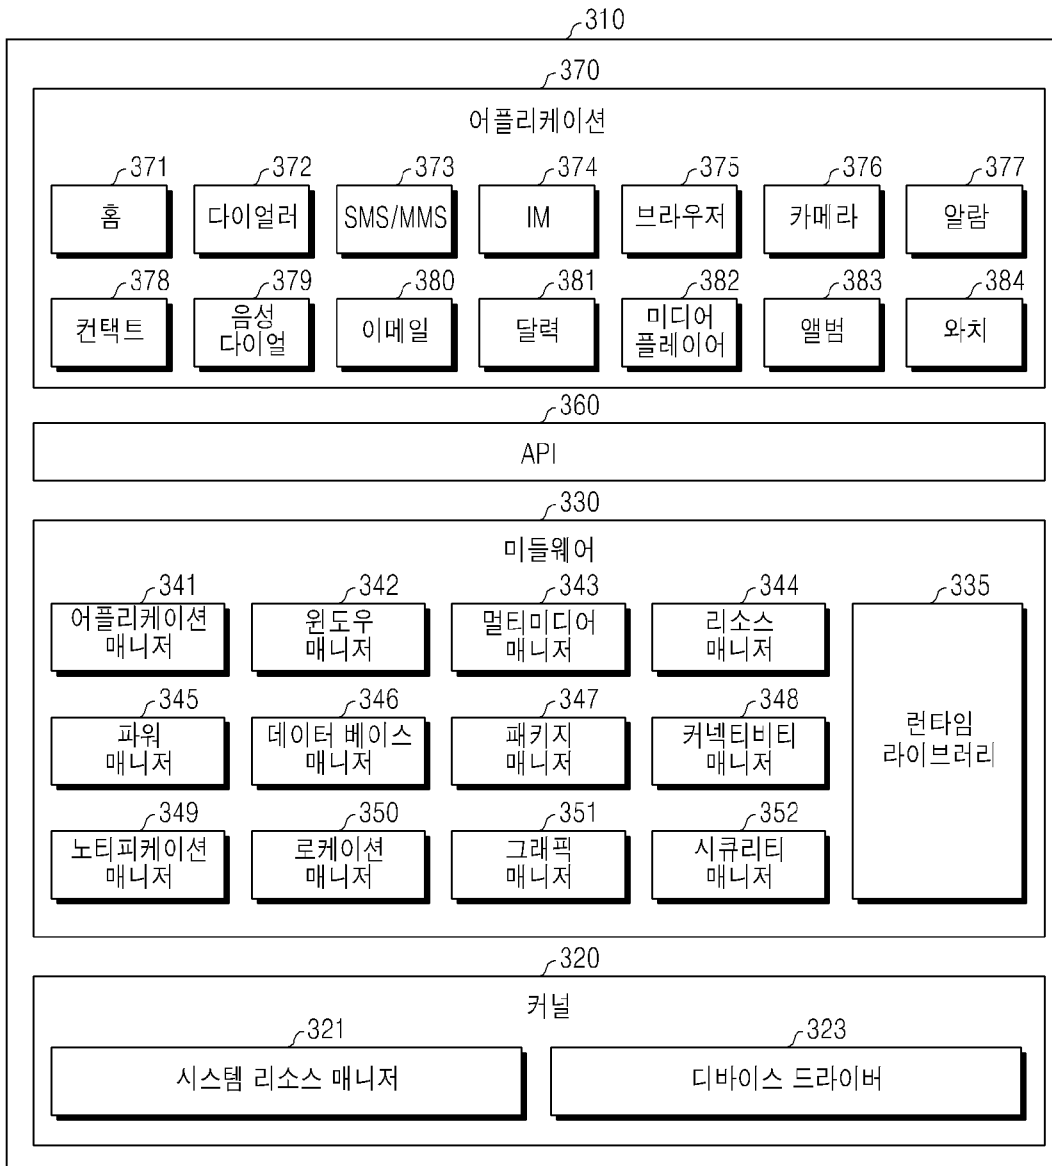 310
370
어플리케이션
371 372 373 374 375 376 377
홈 다이얼러 SMS/MMS IM 브라우저 카메라 알람
378 379 380 381 382 383 384
컨택트 음성 다이얼 이메일 달력 미디어 플레이어 앨범 와치
360
API
330
미들웨어
341 342 343 344 335
어플리케이션 매니저 윈도우 매니저 멀티미디어 매니저 리소스 매니저
345 346 347 348
파워 매니저 데이터 베이스 매니저 패키지 매니저 커넥티비티 매니저
런타임 라이브러리
349 350 351 352
노티피케이션 매니저 로케이션 매니저 그래픽 매니저 시큐리티 매니저
320
커널
321 323
시스템 리소스 매니저 디바이스 드라이버